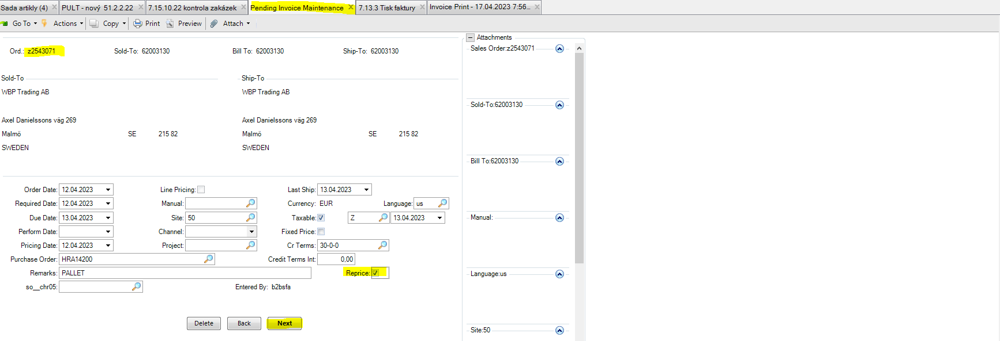 Sada artikly (4) PULT - nový 51.2.2.22 7.15.10.22 kontrola zakázek Pending Invoice Maintenance 7.13.3 Tisk faktury Invoice Print - 17.04.2023 7:56...
Go To Actions Copy Print Preview Attach
Attachments
Ord.: z2543071 Sold-To: 62003130 Bill To: 62003130 Ship-To: 62003130
Sales Order:z2543071
Sold-To Ship-To
WBP Trading AB WBP Trading AB
Sold-To:62003130
Axel Danielssons väg 269 Axel Danielssons väg 269
Malmö SE 215 82 Malmö SE 215 82
SWEDEN SWEDEN
Bill To:62003130
Order Date: 12.04.2023 Line Pricing: Last Ship: 13.04.2023
Required Date: 12.04.2023 Manual: Currency: EUR Language: us
Due Date: 13.04.2023 Site: 50 Taxable: Z 13.04.2023
Manual:
Perform Date: Channel: Fixed Price:
Pricing Date: 12.04.2023 Project: Cr Terms: 30-0-0
Purchase Order: HRA14200 Credit Terms Int: 0,00
Remarks: PALLET Reprice:
Language:us
so__chr05: Entered By: b2bsfa
Delete Back Next
Site:50